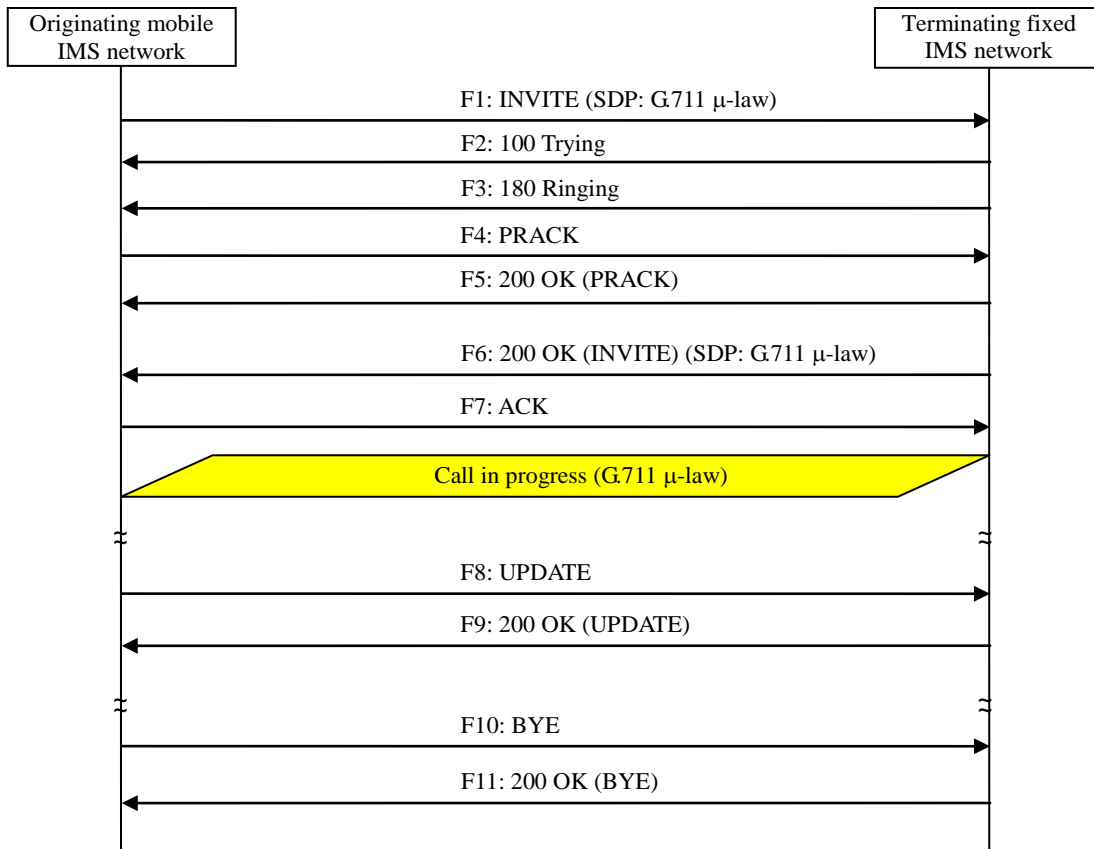 Originating mobile
IMS network
Terminating fixed
IMS network
F1: INVITE (SDP: G.711 μ-law)
F2: 100 Trying
F3: 180 Ringing
F4: PRACK
F5: 200 OK (PRACK)
F6: 200 OK (INVITE) (SDP: G.711 μ-law)
F7: ACK
Call in progress (G.711 μ-law)
F8: UPDATE
F9: 200 OK (UPDATE)
F10: BYE
F11: 200 OK (BYE)